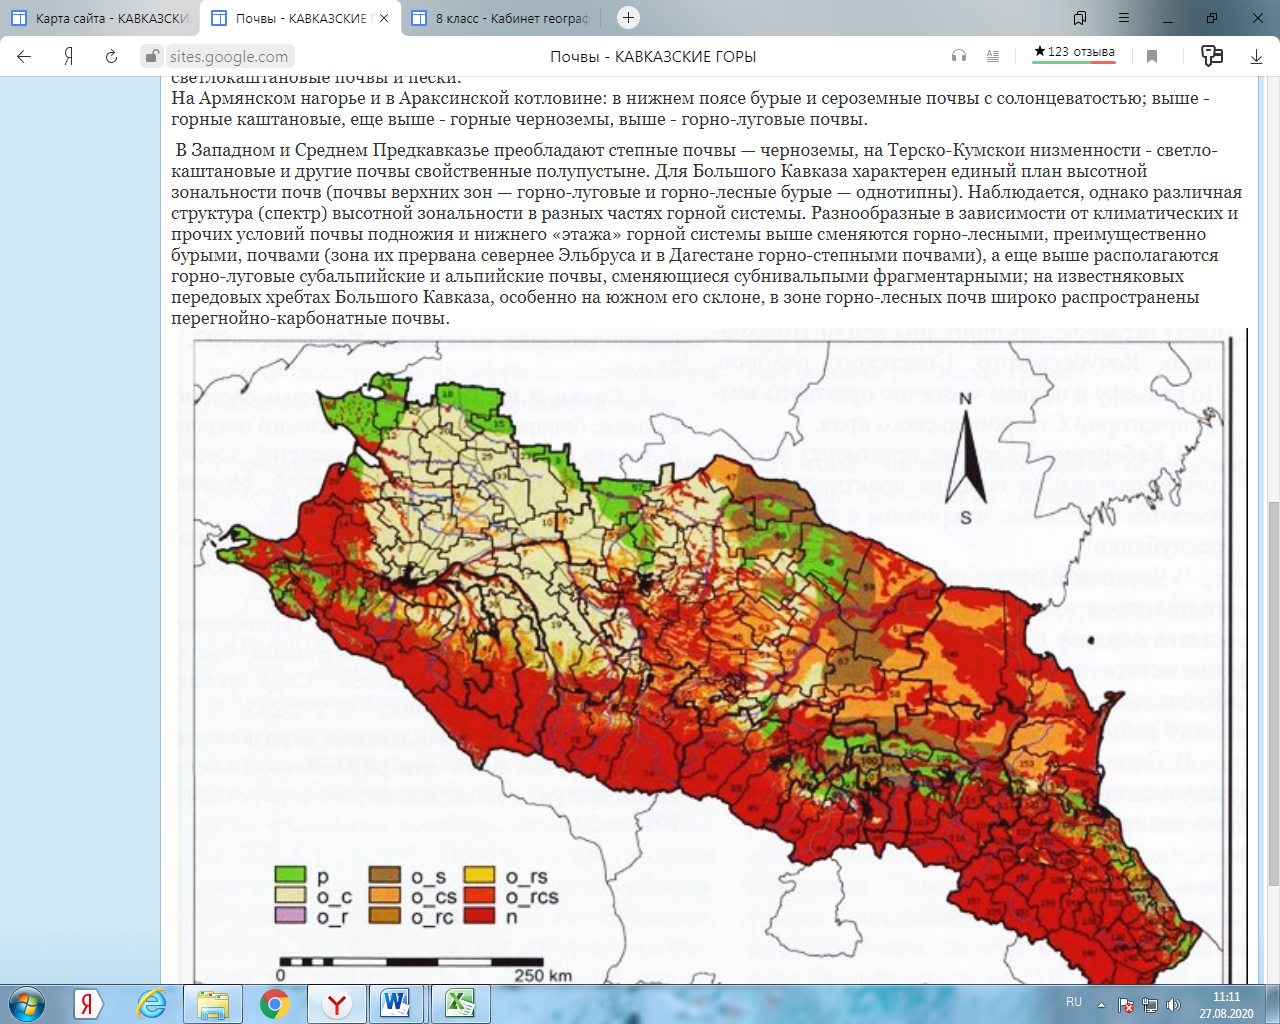 Карта сайта - КАВКАЗСКИ
Почвы - КАВКАЗСКИЕ Г
8 класс - Кабинет географ
sites.google.com
Почвы - КАВКАЗСКИЕ ГОРЫ
★123 отзыва
светлокаштановые почвы и пески.
На Армянском нагорье и в Араксинской котловине: в нижнем поясе бурые и сероземные почвы с солонцеватостью; выше -
горные каштановые, еще выше - горные черноземы, выше - горно-луговые почвы.
В Западном и Среднем Предкавказье преобладают степные почвы — черноземы, на Терско-Кумскои низменности - светло-
каштановые и другие почвы свойственные полупустыне. Для Большого Кавказа характерен единый план высотной
зональности почв (почвы верхних зон — горно-луговые и горно-лесные бурые — однотипны). Наблюдается, однако различная
структура (спектр) высотной зональности в разных частях горной системы. Разнообразные в зависимости от климатических и
прочих условий почвы подножия и нижнего «этажа» горной системы выше сменяются горно-лесными, преимущественно
бурыми, почвами (зона их прервана севернее Эльбруса и в Дагестане горно-степными почвами), а еще выше располагаются
горно-луговые субальпийские и альпийские почвы, сменяющиеся субнивальными фрагментарными; на известняковых
передовых хребтах Большого Кавказа, особенно на южном его склоне, в зоне горно-лесных почв широко распространены
перегнойно-карбонатные почвы.
N
S
p
o_s
o_rs
o_c
o_cs
o_rcs
o_r
o_rc
n
0
250 km
RU
11:11
27.08.2020